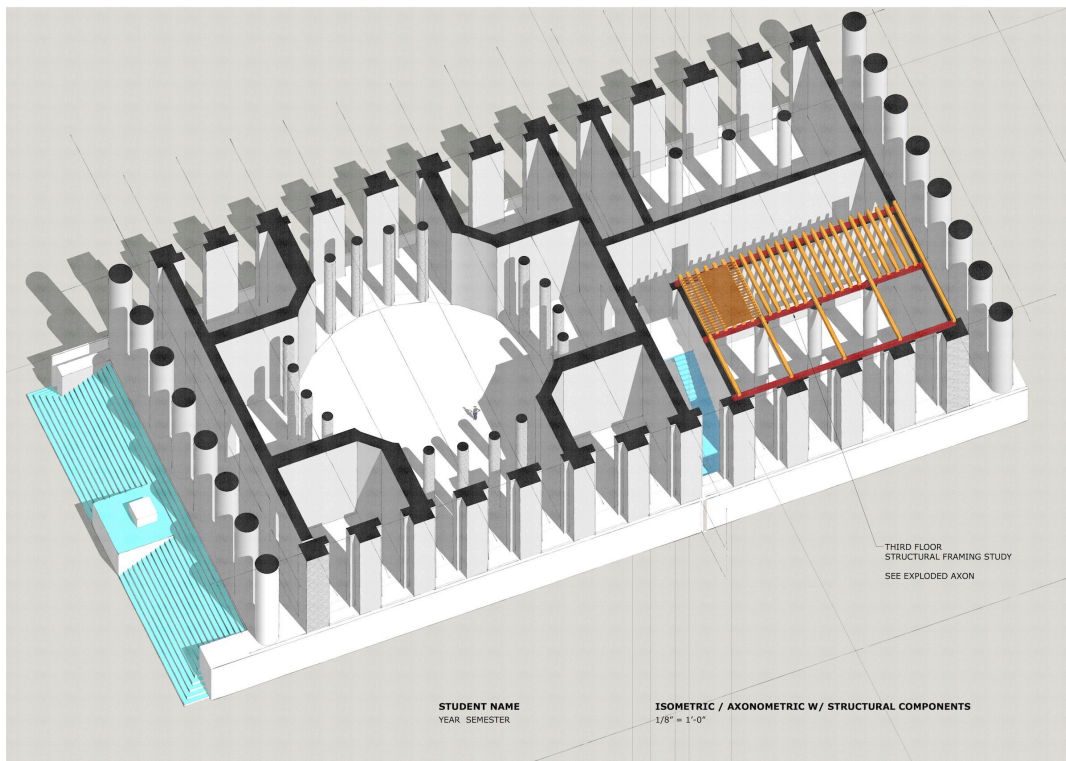 THIRD FLOOR
STRUCTURAL FRAMING STUDY
SEE EXPLODED AXON
STUDENT NAME
YEAR SEMESTER
ISOMETRIC / AXONOMETRIC W/ STRUCTURAL COMPONENTS
1/8" = 1'-0"